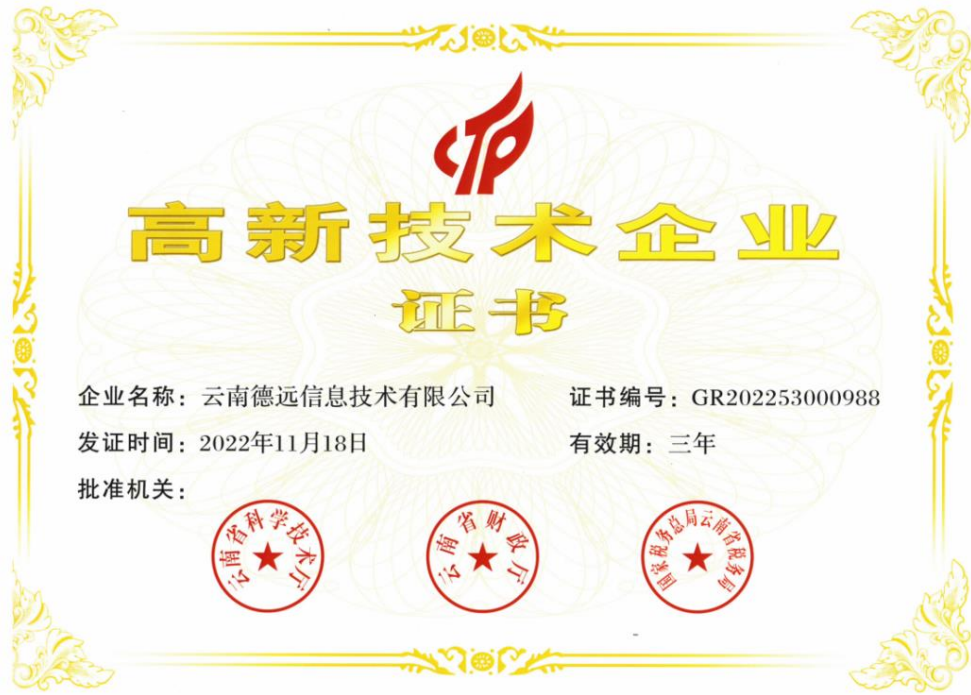 CTP
高新技术企业
证书
企业名称：云南德远信息技术有限公司 证书编号：GR202253000988
发证时间：2022年11月18日 有效期：三年
批准机关：
云南省科学技术厅 云南省财政厅 国家税务总局云南省税务局